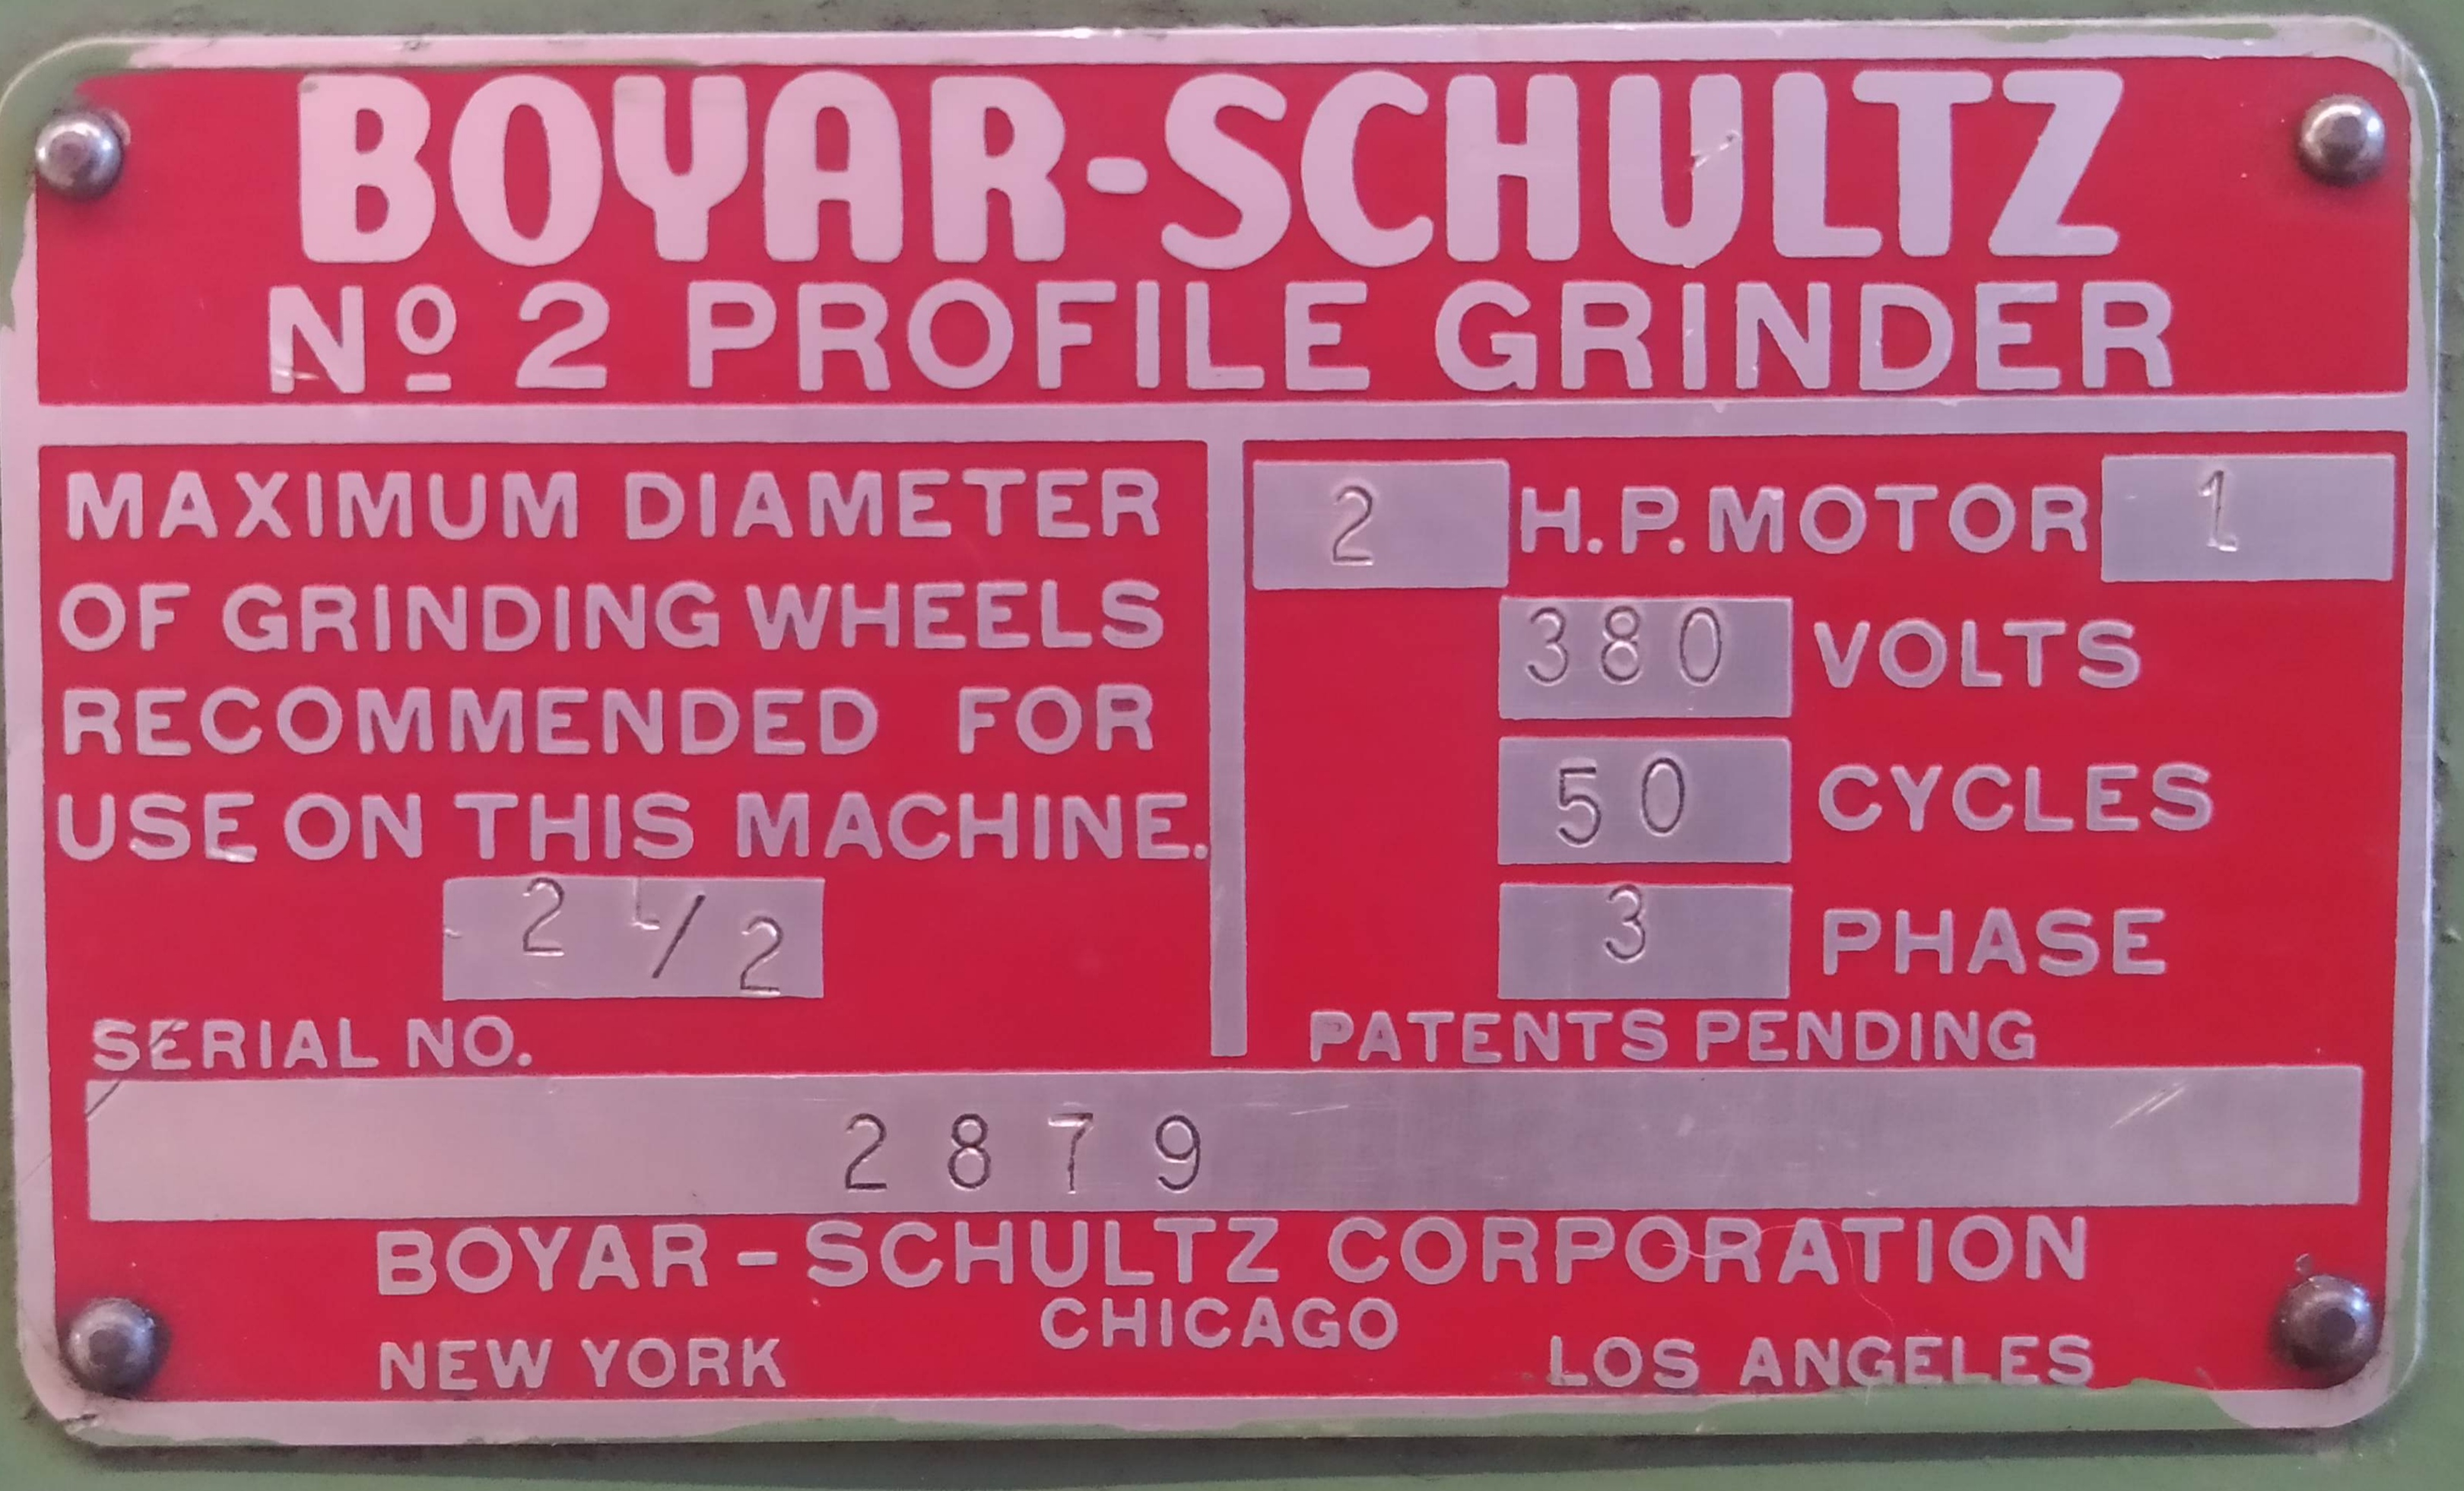 BOYAR-SCHULTZ
Nº 2 PROFILE GRINDER
MAXIMUM DIAMETER
OF GRINDING WHEELS
RECOMMENDED FOR
USE ON THIS MACHINE.
2 1/2
2 H.P. MOTOR 1
380 VOLTS
50 CYCLES
3 PHASE
PATENTS PENDING
SERIAL NO.
2879
BOYAR-SCHULTZ CORPORATION
CHICAGO
NEW YORK LOS ANGELES